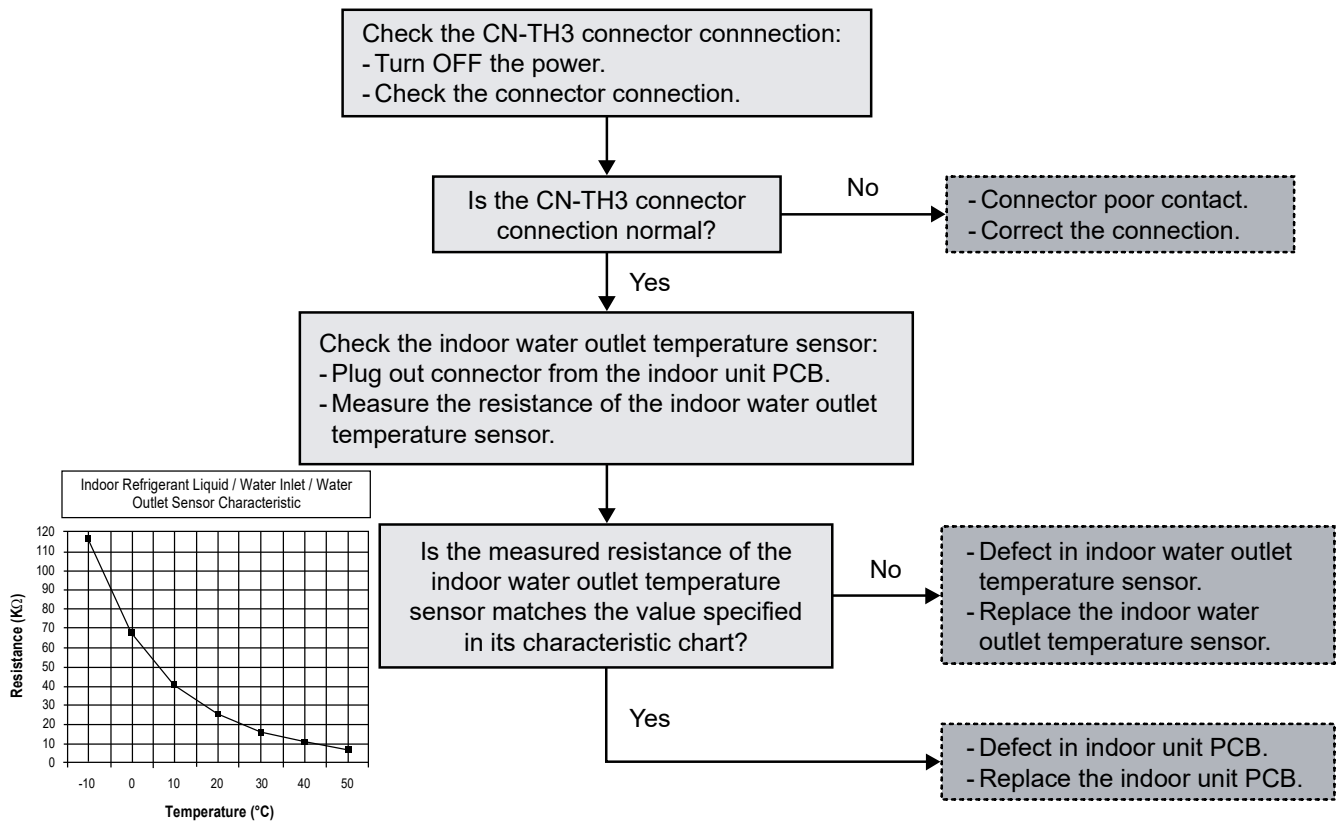 Check the CN-TH3 connector connnection:
- Turn OFF the power.
- Check the connector connection.
Is the CN-TH3 connector
connection normal?
No
- Connector poor contact.
- Correct the connection.
Yes
Check the indoor water outlet temperature sensor:
- Plug out connector from the indoor unit PCB.
- Measure the resistance of the indoor water outlet
temperature sensor.
Indoor Refrigerant Liquid / Water Inlet / Water
Outlet Sensor Characteristic
120
110
100
90
80
70
60
50
40
30
20
10
0
Resistance (KΩ)
-10 0 10 20 30 40 50
Temperature (°C)
Is the measured resistance of the
indoor water outlet temperature
sensor matches the value specified
in its characteristic chart?
No
- Defect in indoor water outlet
temperature sensor.
- Replace the indoor water
outlet temperature sensor.
Yes
- Defect in indoor unit PCB.
- Replace the indoor unit PCB.